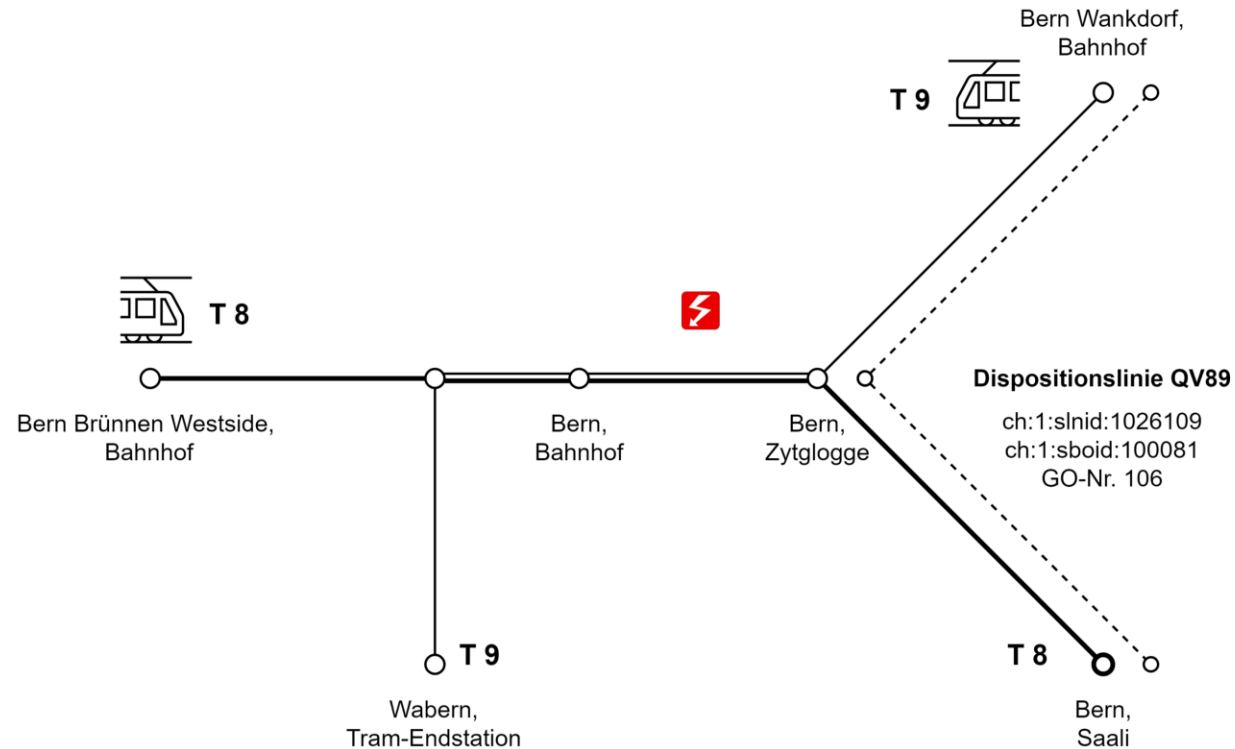 Bern Wankdorf,
Bahnhof
T 9
T 8
Bern Brünnen Westside,
Bahnhof
Bern,
Bahnhof
Bern,
Zytglogge
Dispositionslinie QV89
ch:1:slnid:1026109
ch:1:sboid:100081
GO-Nr. 106
T 9
Wabern,
Tram-Endstation
T 8
Bern,
Saali